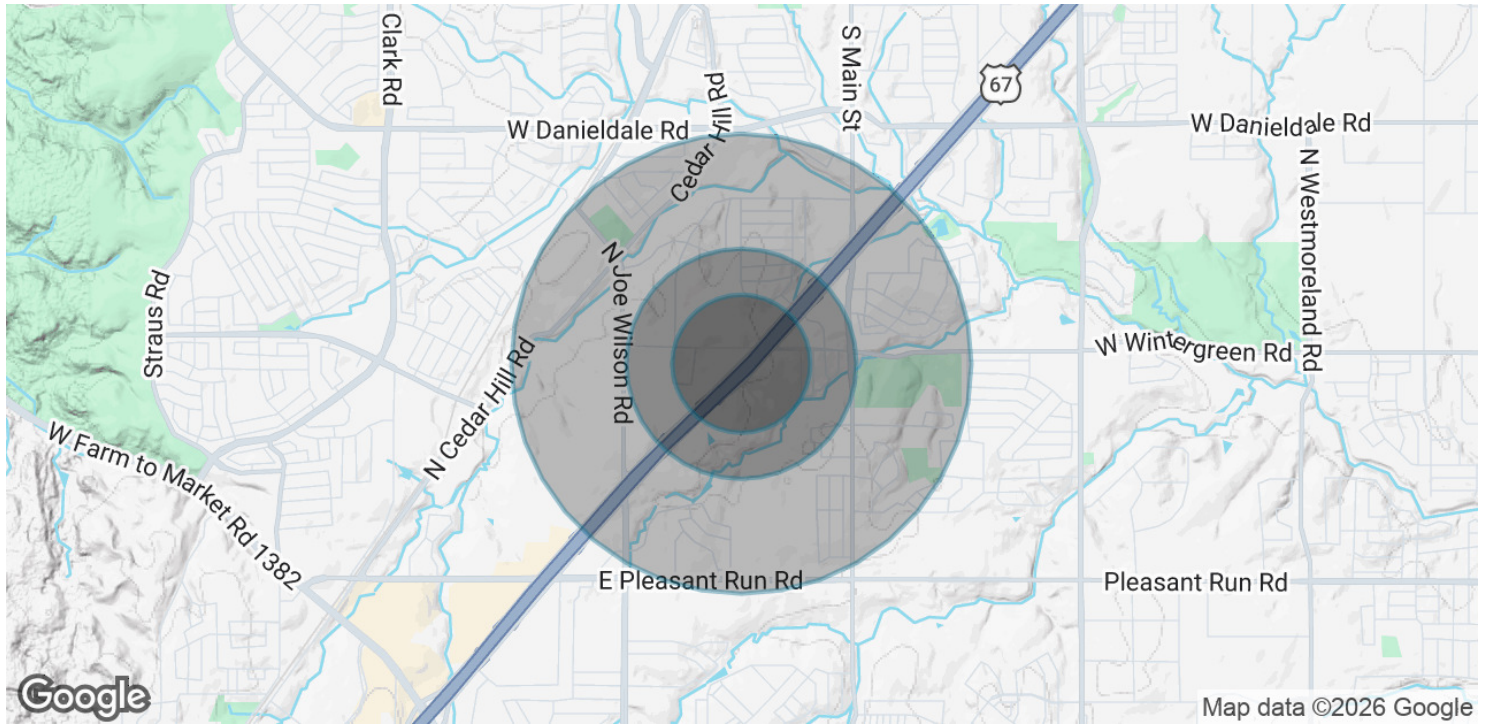 Clark Rd
S Main St
67
W Danieldale Rd
W Danieldale Rd
Cedar Hill Rd
N Westmoreland Rd
N Joe Wilson Rd
Straus Rd
W Wintergreen Rd
N Cedar Hill Rd
W Farm to Market Rd 1382
E Pleasant Run Rd
Pleasant Run Rd
Google
Map data ©2026 Google